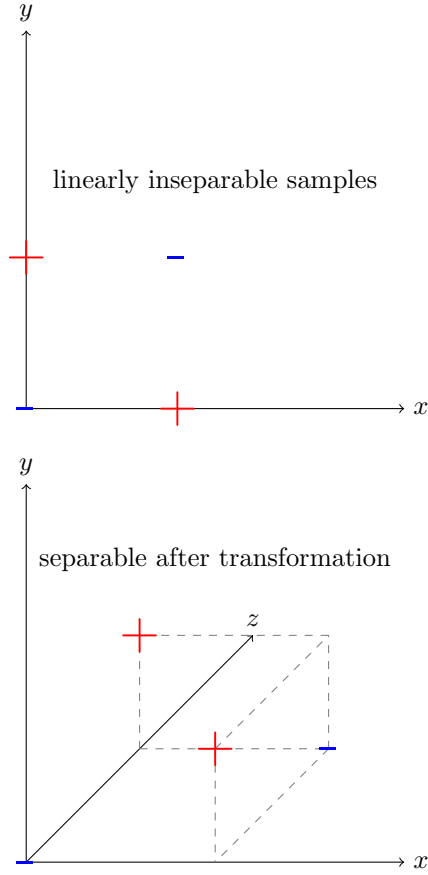 y
linearly inseparable samples
x
y
separable after transformation
z
x